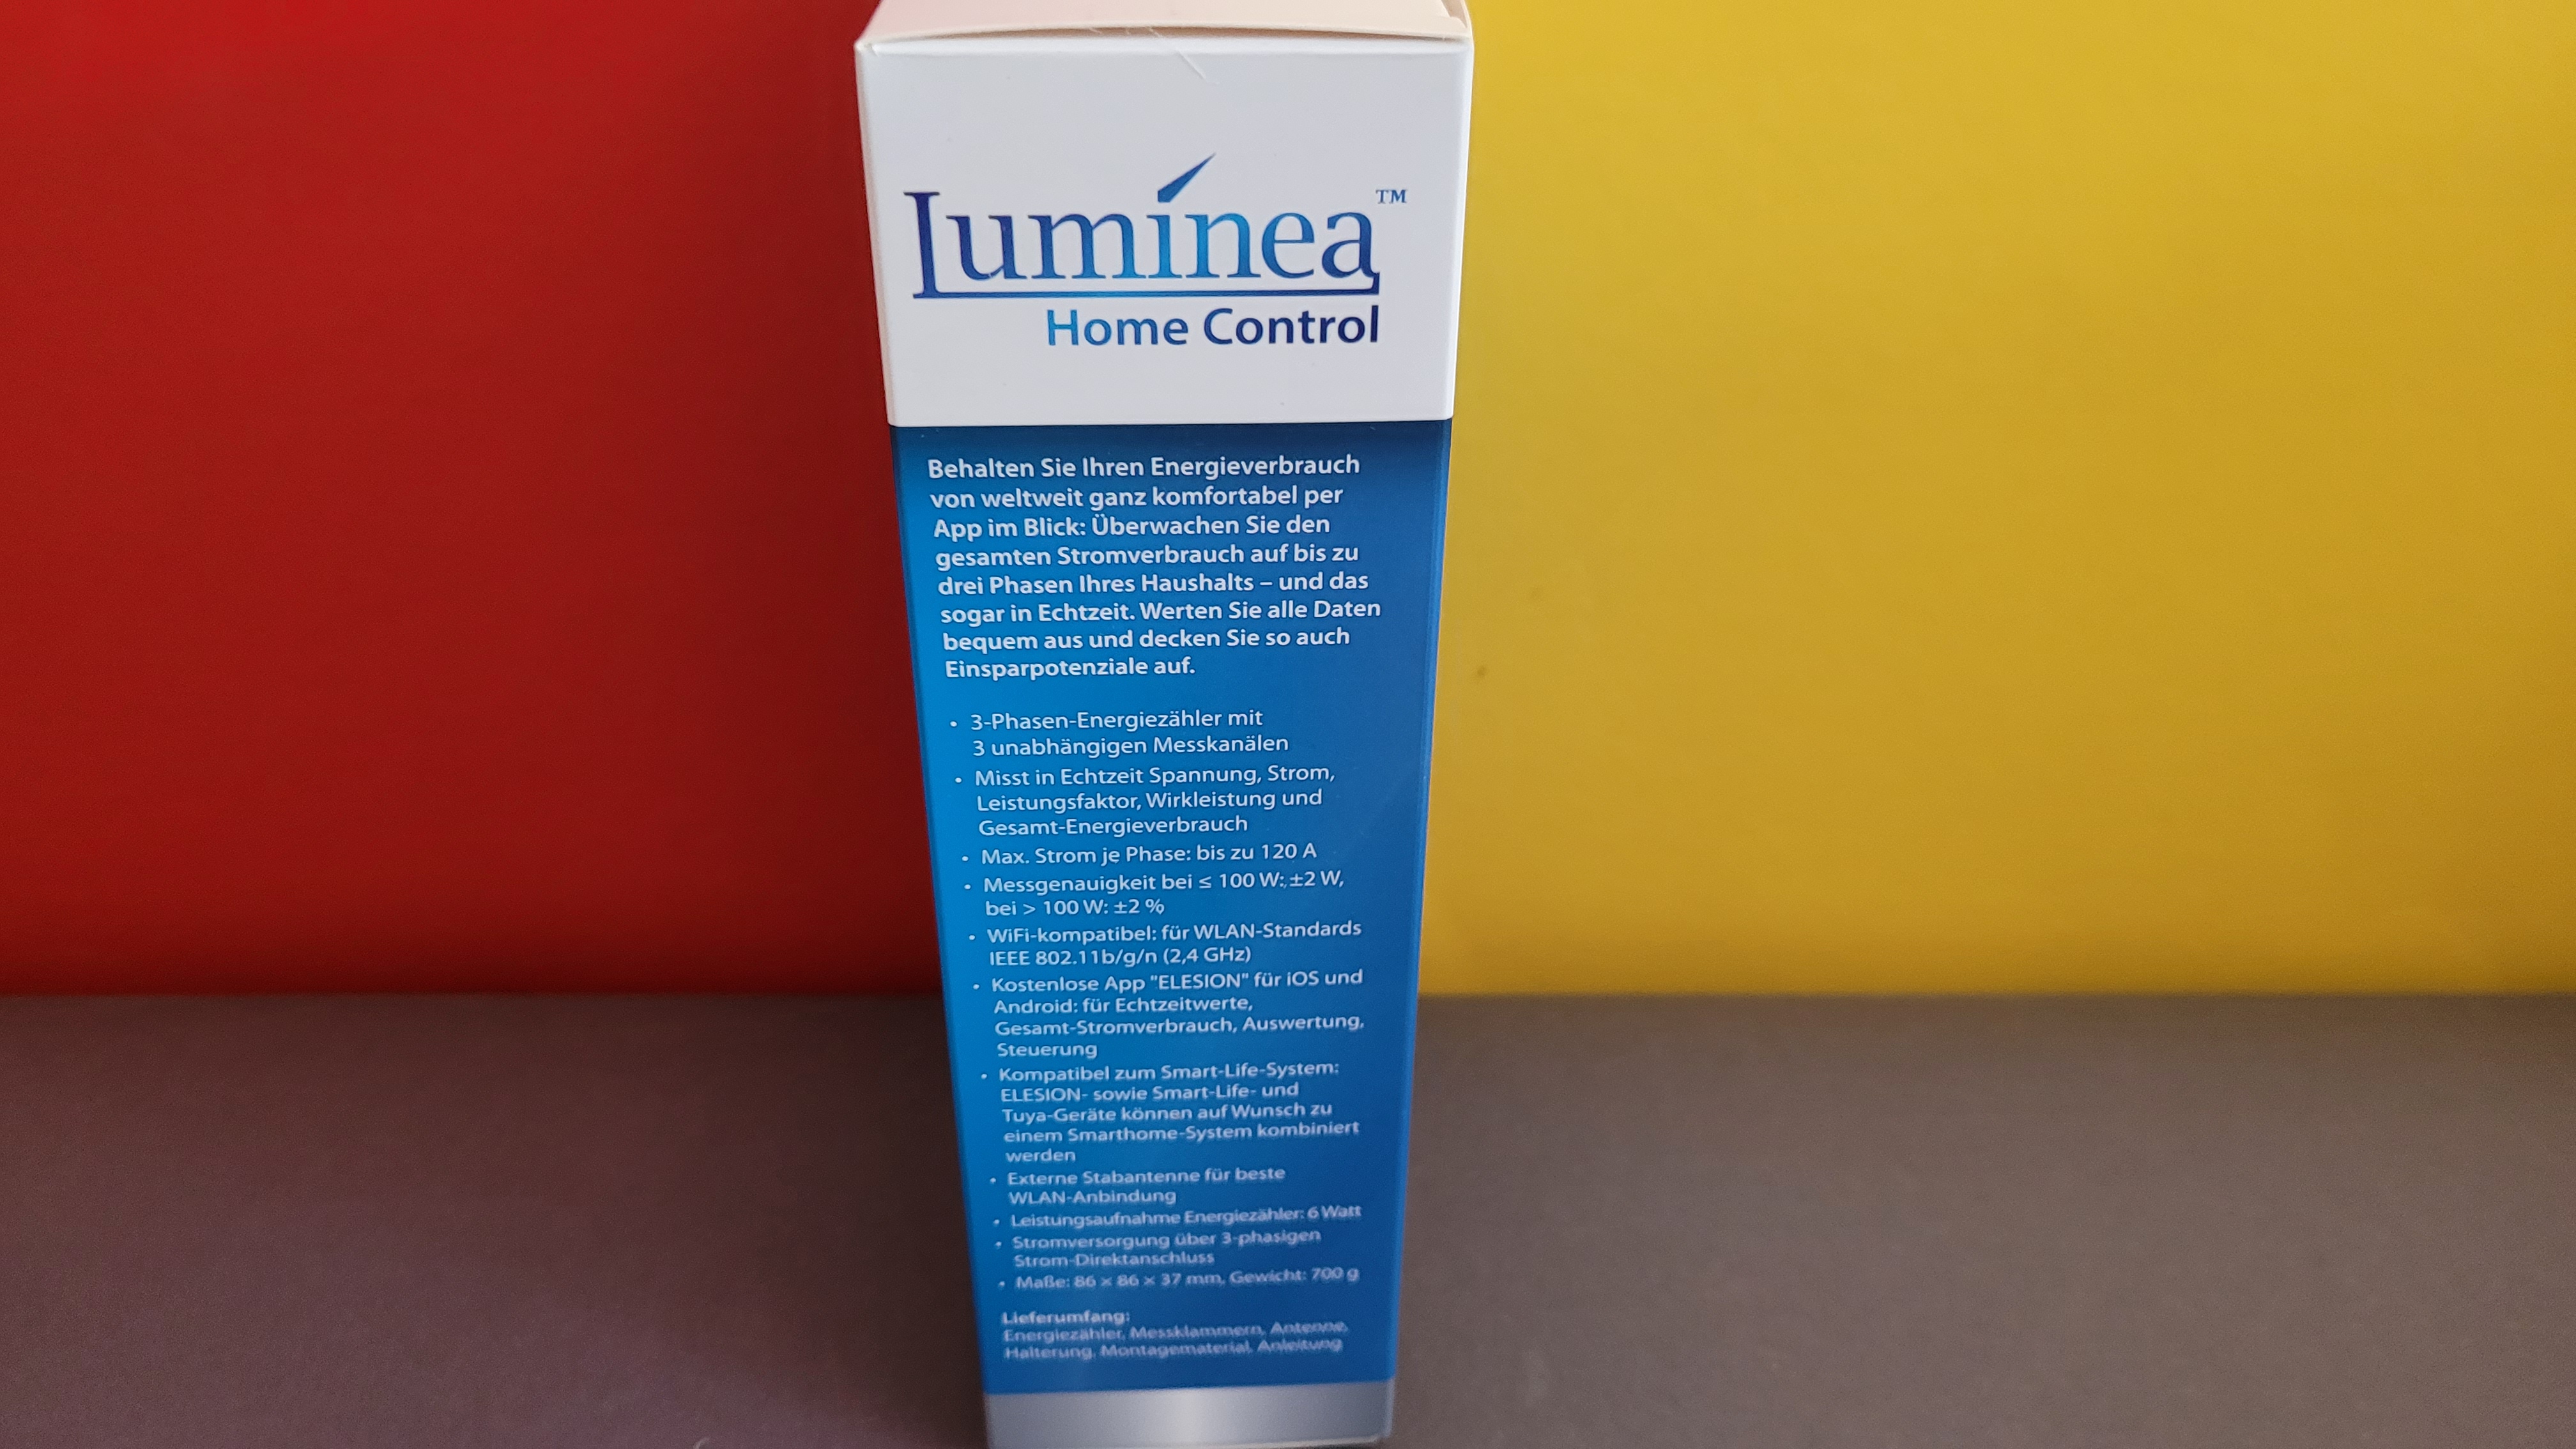 Luminea™
Home Control
Behalten Sie Ihren Energieverbrauch
von weltweit ganz komfortabel per
App im Blick: Überwachen Sie den
gesamten Stromverbrauch auf bis zu
drei Phasen Ihres Haushalts – und das
sogar in Echtzeit. Werten Sie alle Daten
bequem aus und decken Sie so auch
Einsparpotenziale auf.
• 3-Phasen-Energiezähler mit
3 unabhängigen Messkanälen
• Misst in Echtzeit Spannung, Strom,
Leistungsfaktor, Wirkleistung und
Gesamt-Energieverbrauch
• Max. Strom je Phase: bis zu 120 A
• Messgenauigkeit bei ≤ 100 W: ±2 W,
bei > 100 W: ±2 %
• WiFi-kompatibel: für WLAN-Standards
IEEE 802.11b/g/n (2,4 GHz)
• Kostenlose App "ELESION" für iOS und
Android: für Echtzeitwerte,
Gesamt-Stromverbrauch, Auswertung,
Steuerung
• Kompatibel zum Smart-Life-System:
ELESION- sowie Smart-Life- und
Tuya-Geräte können auf Wunsch zu
einem Smarthome-System kombiniert
werden
• Externe Stabantenne für beste
WLAN-Anbindung
• Leistungsaufnahme Energiezähler: 6 Watt
• Stromversorgung über 3-phasigen
Strom-Direktanschluss
• Maße: 86 × 86 × 37 mm, Gewicht: 700 g
Lieferumfang:
Energiezähler, Messklammern, Antenne,
Halterung, Montagematerial, Anleitung